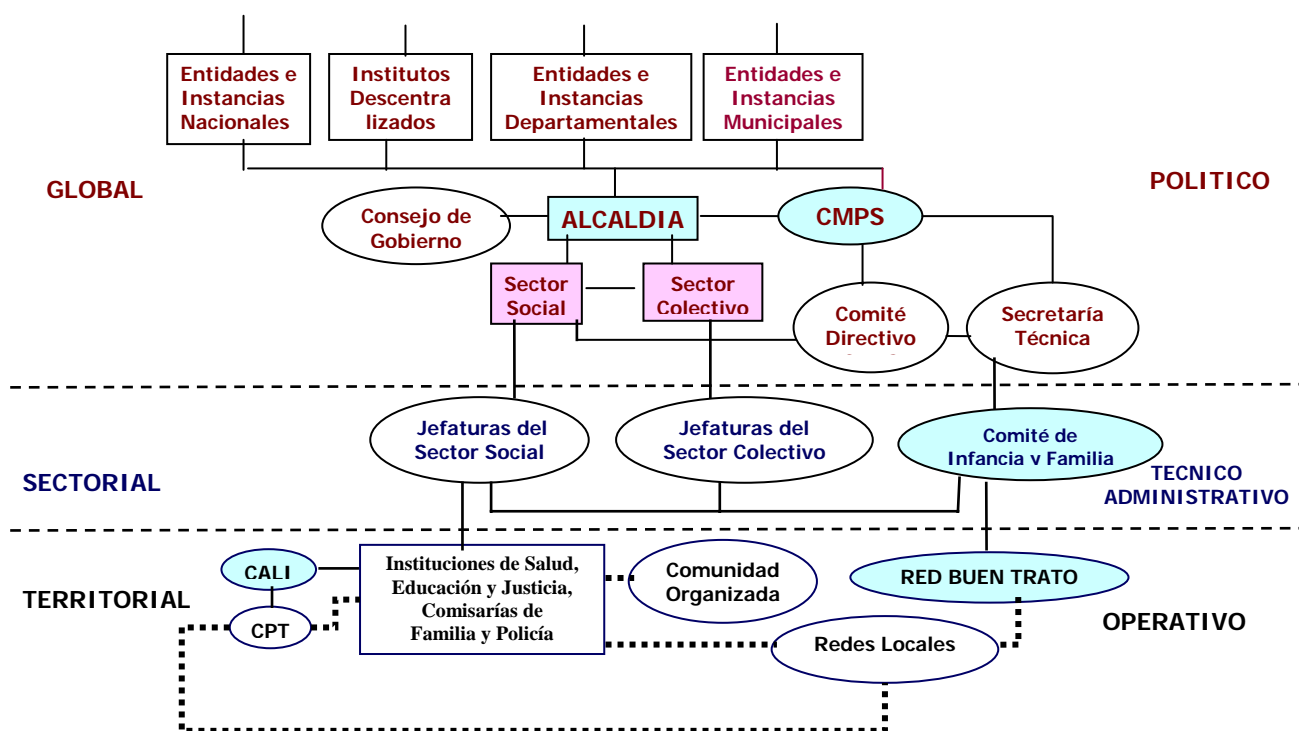 Entidades e
Instancias
Nacionales
Institutos
Descentra
lizados
Entidades e
Instancias
Departamentales
Entidades e
Instancias
Municipales
GLOBAL
POLITICO
Consejo de
Gobierno
ALCALDIA
CMPS
Sector
Social
Sector
Colectivo
Comité
Directivo
Secretaría
Técnica
Jefaturas del
Sector Social
Jefaturas del
Sector Colectivo
Comité de
Infancia y Familia
SECTORIAL
TECNICO
ADMINISTRATIVO
CALI
Instituciones de Salud,
Educación y Justicia,
Comisarías de
Familia y Policía
Comunidad
Organizada
RED BUEN TRATO
TERRITORIAL
CPT
OPERATIVO
Redes Locales